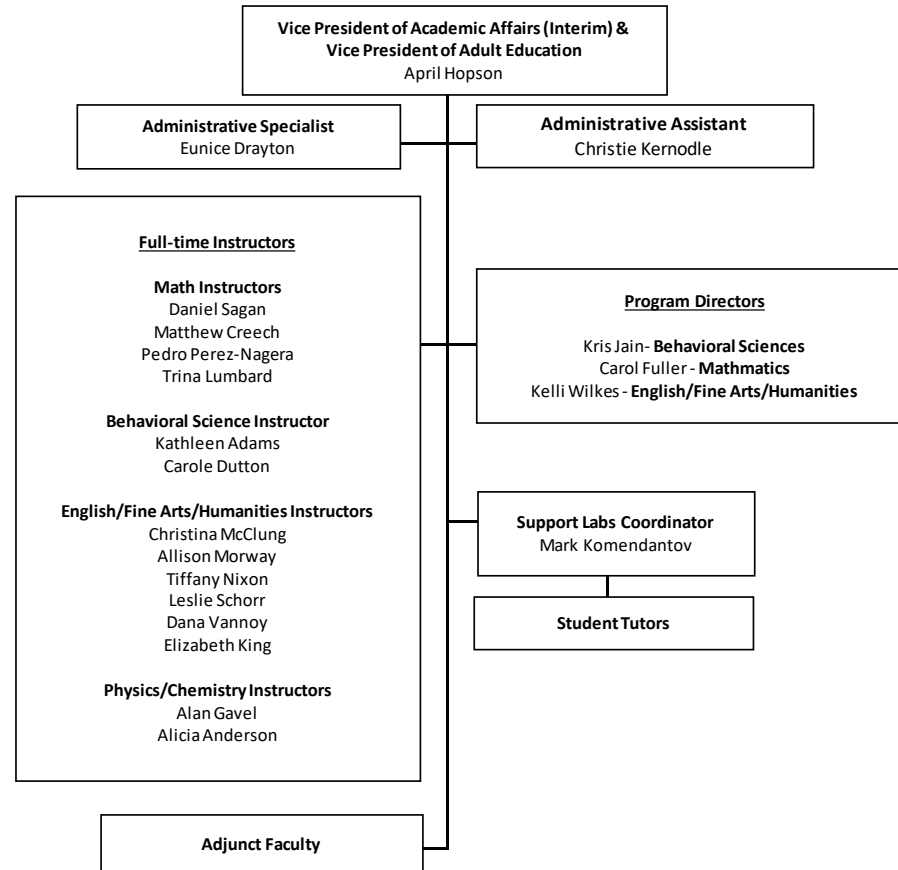 Vice President of Academic Affairs (Interim) &
Vice President of Adult Education
April Hopson
Administrative Specialist
Eunice Drayton
Administrative Assistant
Christie Kernodle
Full-time Instructors
Math Instructors
Daniel Sagan
Matthew Creech
Pedro Perez-Nagera
Trina Lumbard
Behavioral Science Instructor
Kathleen Adams
Carole Dutton
English/Fine Arts/Humanities Instructors
Christina McClung
Allison Morway
Tiffany Nixon
Leslie Schorr
Dana Vannoy
Elizabeth King
Physics/Chemistry Instructors
Alan Gavel
Alicia Anderson
Program Directors
Kris Jain- Behavioral Sciences
Carol Fuller - Mathmatics
Kelli Wilkes - English/Fine Arts/Humanities
Support Labs Coordinator
Mark Komendantov
Student Tutors
Adjunct Faculty